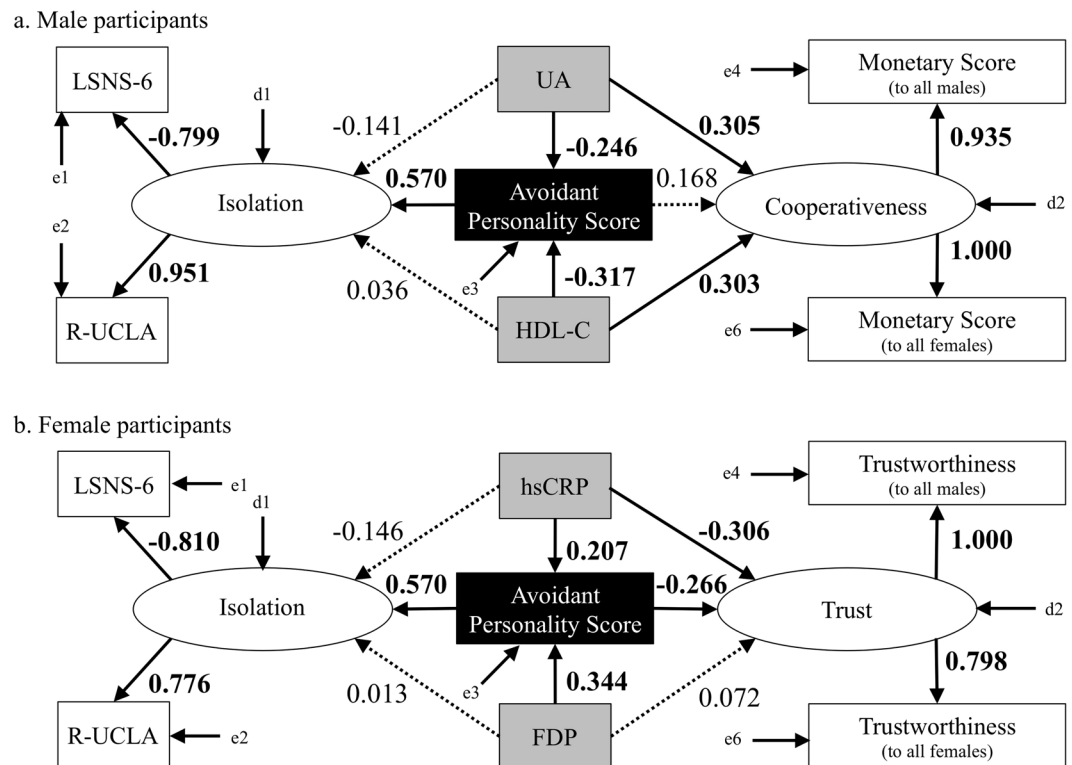 a. Male participants
LSNS-6
UA
e4
Monetary Score
(to all males)
d1
-0.141
-0.799
0.305
0.935
-0.246
e1
0.570
Avoidant
Personality Score
0.168
Isolation
Cooperativeness
d2
e2
0.951
0.036
e3
-0.317
0.303
1.000
R-UCLA
HDL-C
e6
Monetary Score
(to all females)
b. Female participants
LSNS-6
e1
d1
hsCRP
e4
Trustworthiness
(to all males)
-0.810
-0.146
0.207
-0.306
1.000
0.570
Avoidant
Personality Score
-0.266
Isolation
Trust
d2
0.776
0.013
e3
0.344
0.072
0.798
R-UCLA
e2
FDP
e6
Trustworthiness
(to all females)